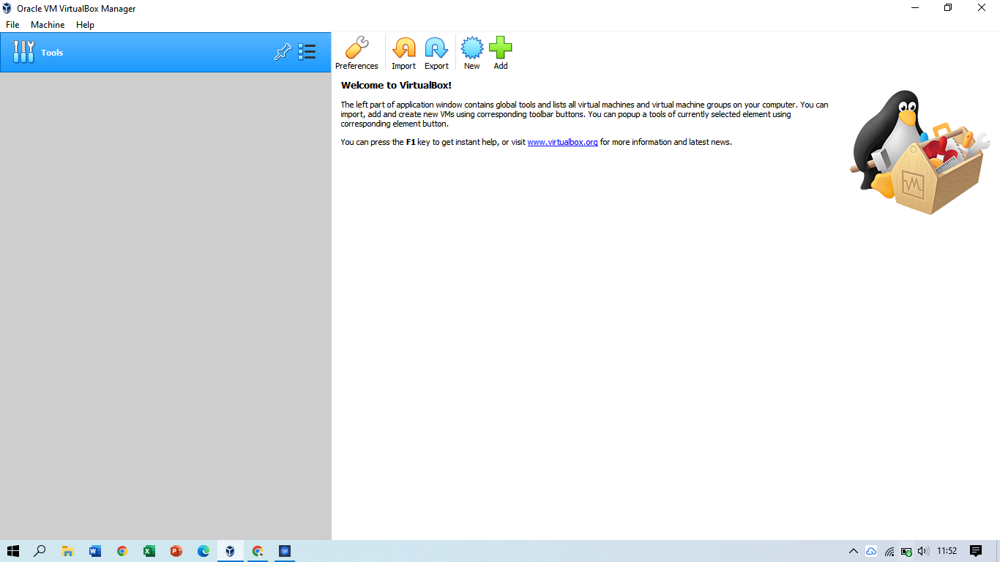 Oracle VM VirtualBox Manager
File Machine Help
Tools
Preferences Import Export New Add
Welcome to VirtualBox!
The left part of application window contains global tools and lists all virtual machines and virtual machine groups on your computer. You can
import, add and create new VMs using corresponding toolbar buttons. You can popup a tools of currently selected element using
corresponding element button.
You can press the F1 key to get instant help, or visit www.virtualbox.org for more information and latest news.
11:52